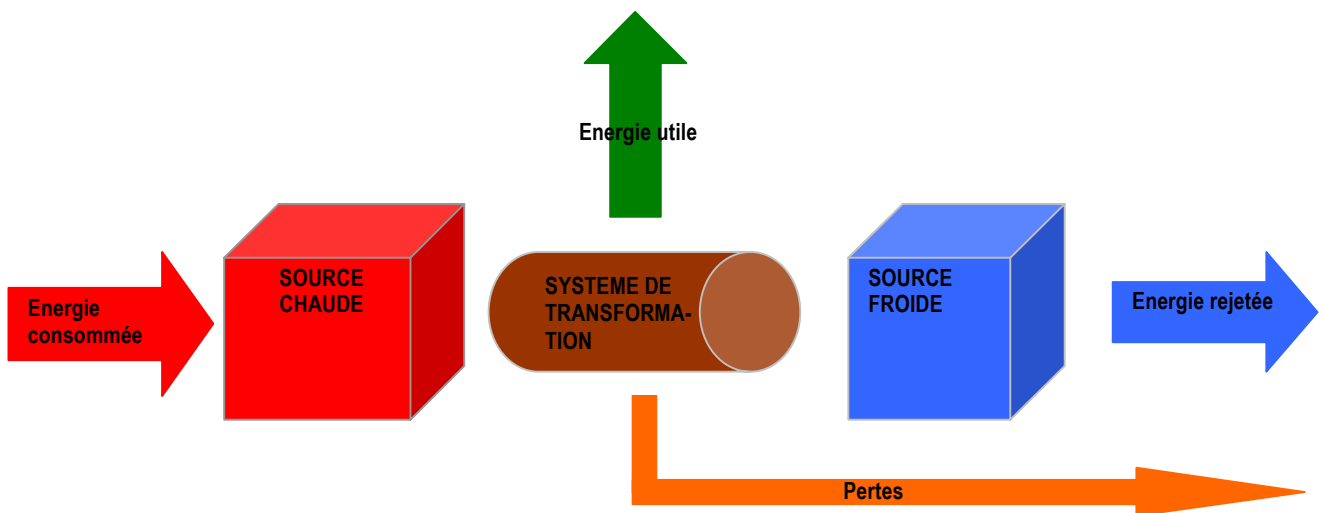 Energie utile
SOURCE
CHAUDE
SYSTEME DE
TRANSFORMA-
TION
SOURCE
FROIDE
Energie
consommée
Energie rejetée
Pertes